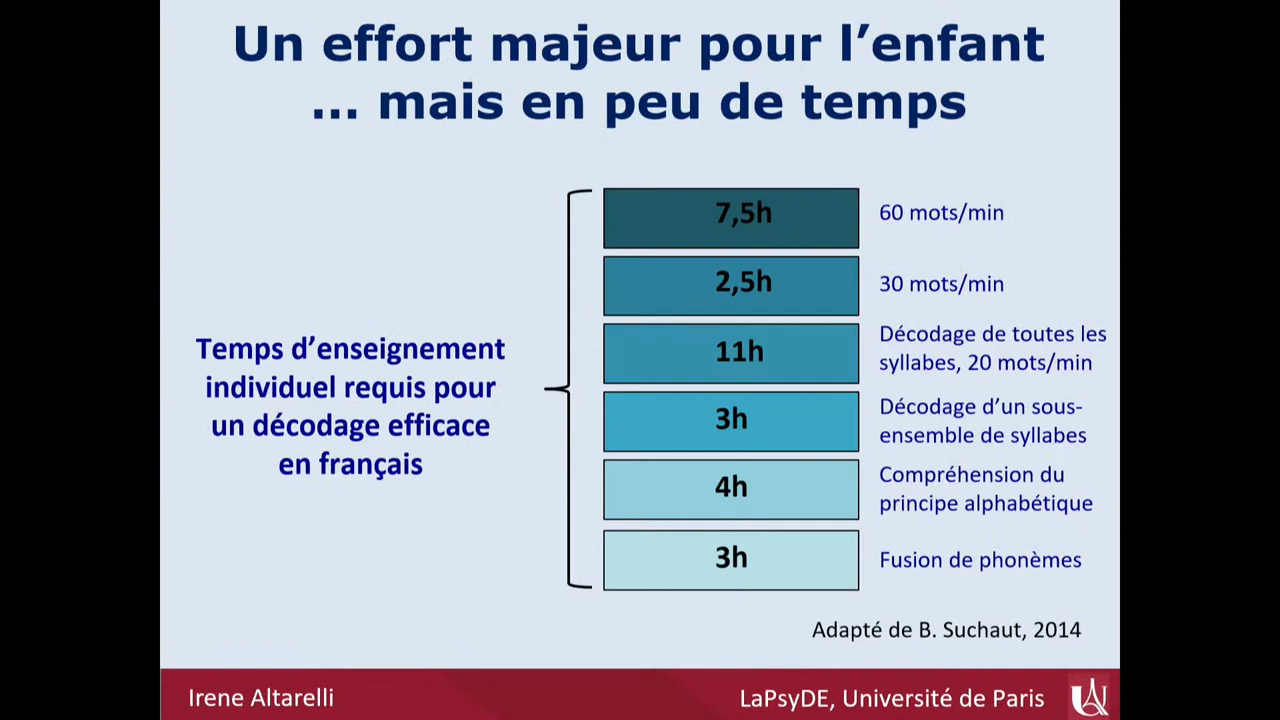 Un effort majeur pour l’enfant
... mais en peu de temps
7,5h
60 mots/min
2,5h
30 mots/min
11h
Décodage de toutes les
syllabes, 20 mots/min
3h
Décodage d’un sous-
ensemble de syllabes
4h
Compréhension du
principe alphabétique
3h
Fusion de phonèmes
Temps d’enseignement
individuel requis pour
un décodage efficace
en français
Adapté de B. Suchaut, 2014
Irene Altarelli
LaPsyDE, Université de Paris